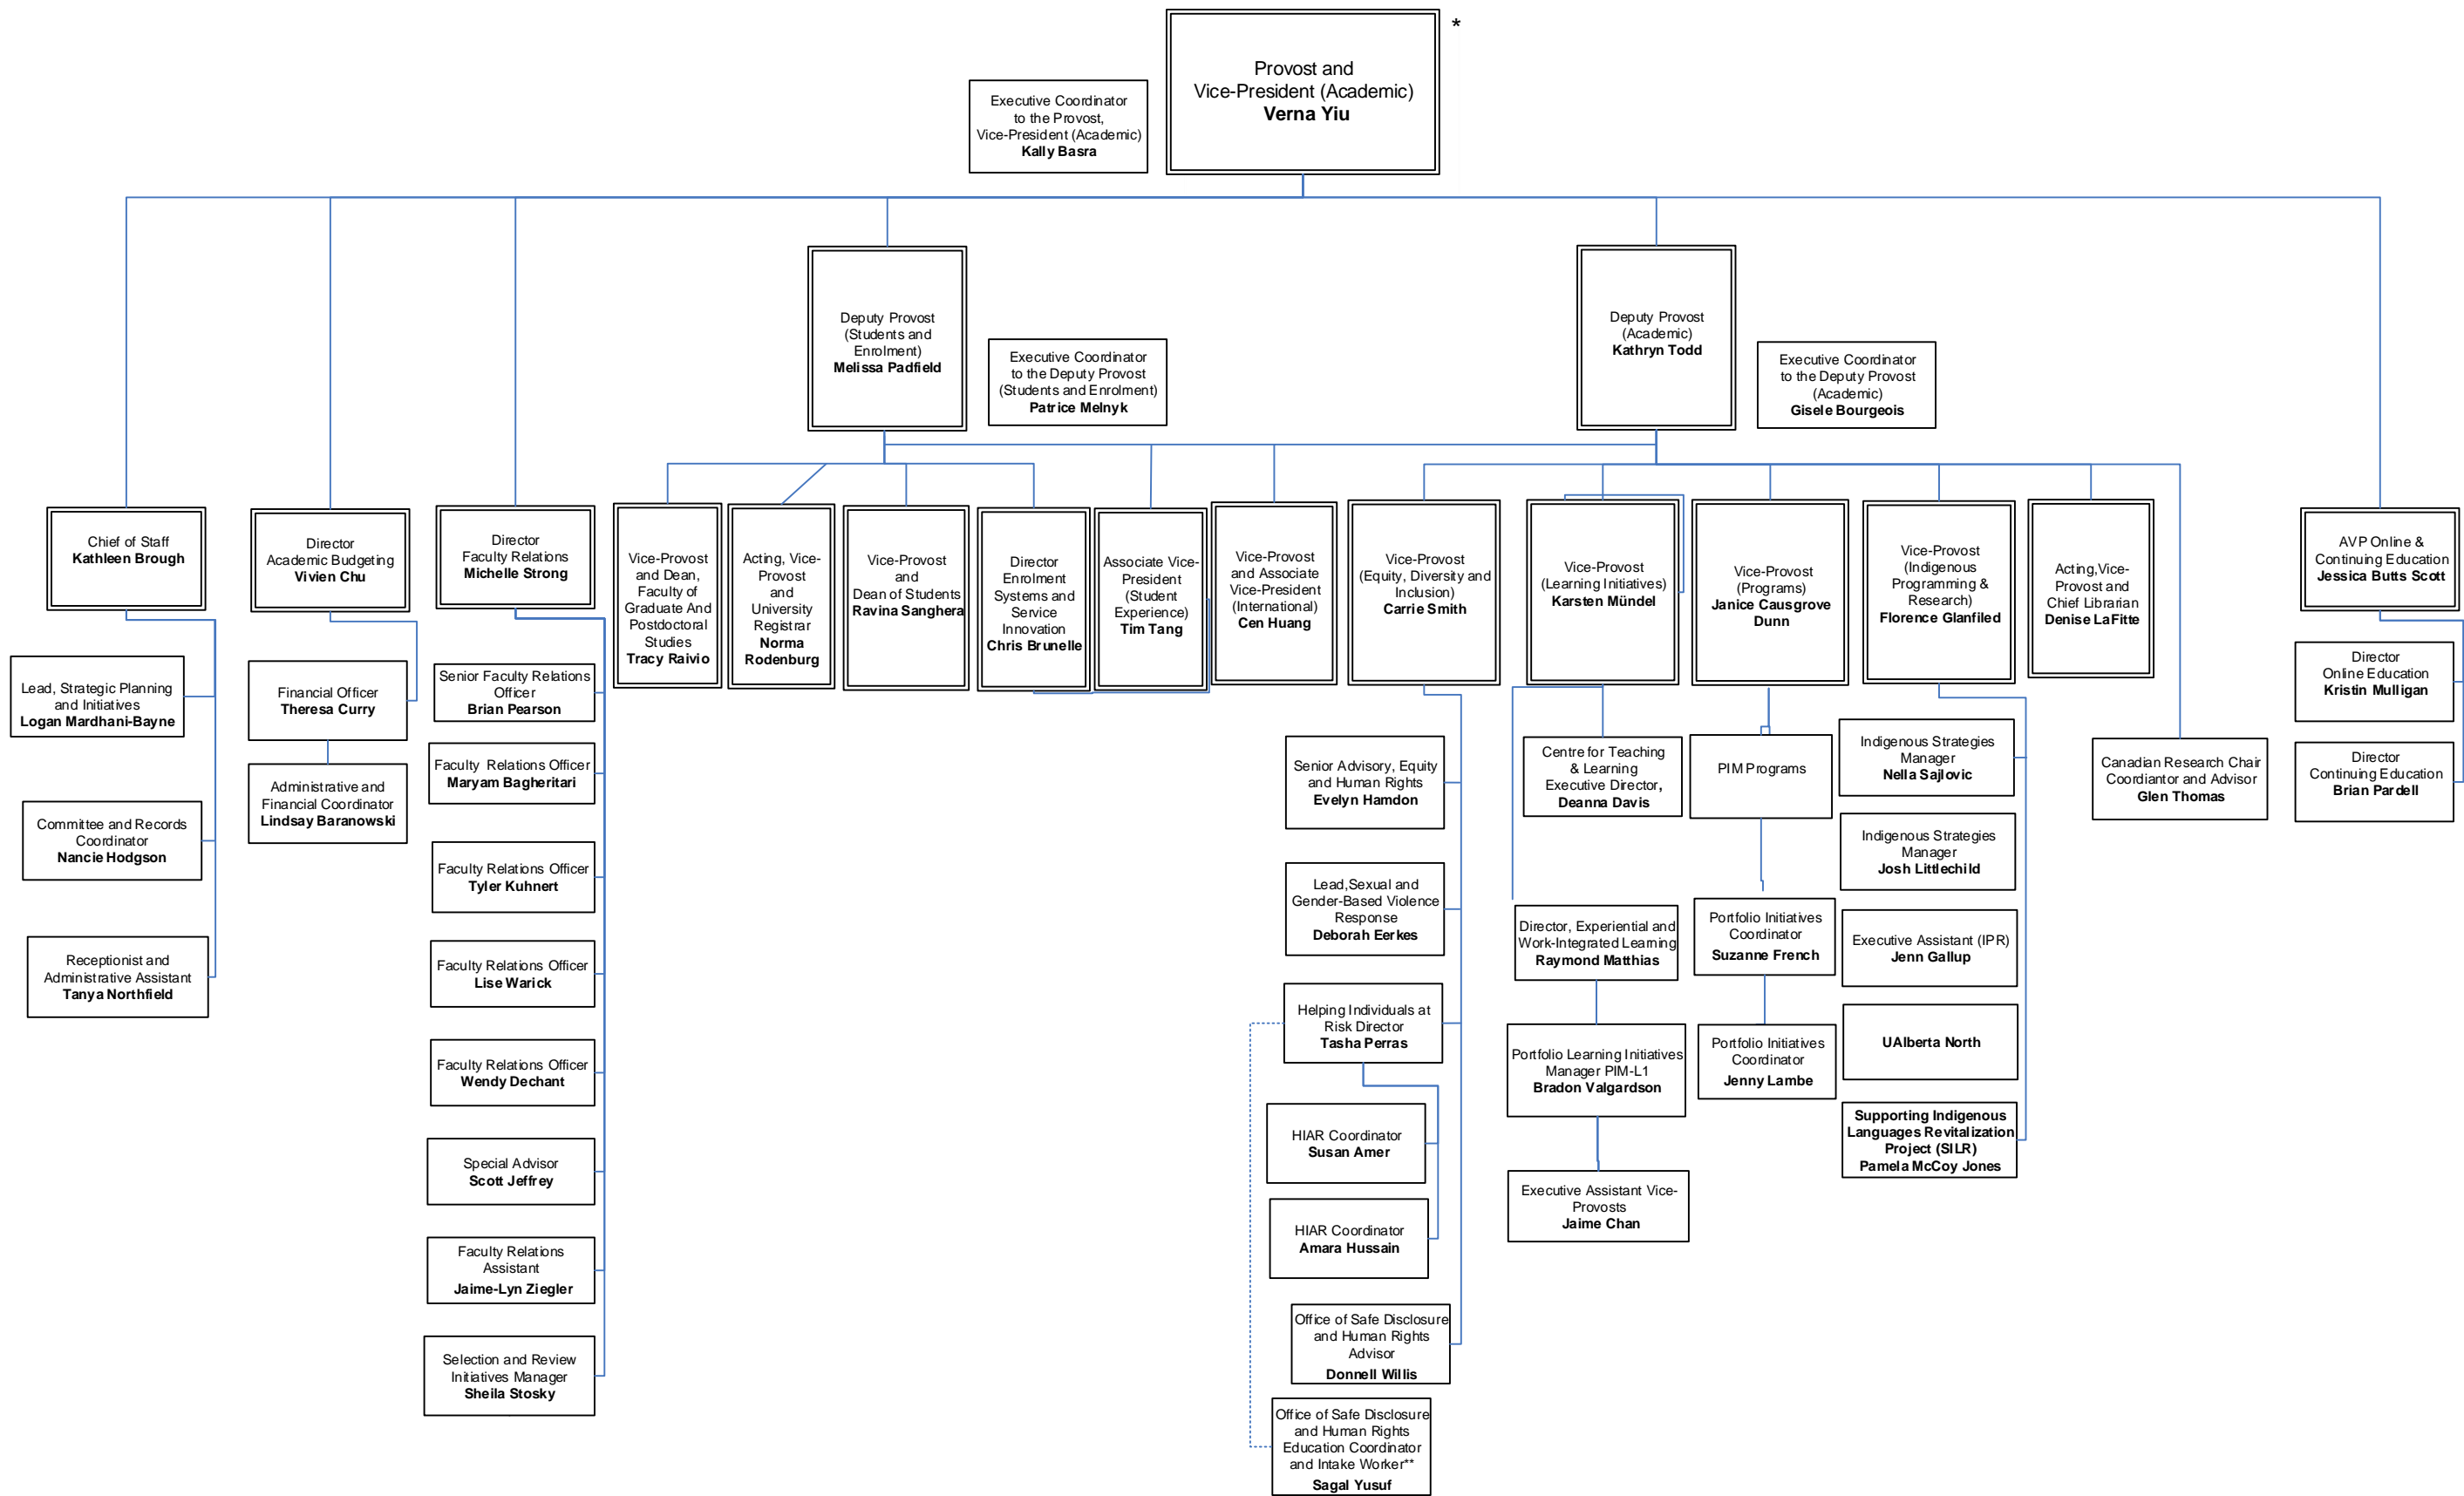 *
Provost and
Vice-President (Academic)
Verna Yiu
Executive Coordinator
to the Provost,
Vice-President (Academic)
Kally Basra
Deputy Provost
(Students and
Enrolment)
Melissa Padfield
Executive Coordinator
to the Deputy Provost
(Students and Enrolment)
Patrice Melnyk
Deputy Provost
(Academic)
Kathryn Todd
Executive Coordinator
to the Deputy Provost
(Academic)
Gisele Bourgeois
Chief of Staff
Kathleen Brough
Director
Academic Budgeting
Vivien Chu
Director
Faculty Relations
Michelle Strong
Vice-Provost
and Dean,
Faculty of
Graduate And
Postdoctoral
Studies
Tracy Raivio
Acting, Vice-
Provost
and
University
Registrar
Norma
Rodenburg
Vice-Provost
and
Dean of Students
Ravina Sanghera
Director
Enrolment
Systems and
Service
Innovation
Chris Brunelle
Associate Vice-
President
(Student
Experience)
Tim Tang
Vice-Provost
and Associate
Vice-President
(International)
Cen Huang
Vice-Provost
(Equity, Diversity and
Inclusion)
Carrie Smith
Vice-Provost
(Learning Initiatives)
Karsten Mündel
Vice-Provost
(Programs)
Janice Causgrove
Dunn
Vice-Provost
(Indigenous
Programming &
Research)
Florence Glanfiled
Acting,Vice-
Provost and
Chief Librarian
Denise LaFitte
AVP Online &
Continuing Education
Jessica Butts Scott
Lead, Strategic Planning
and Initiatives
Logan Mardhani-Bayne
Committee and Records
Coordinator
Nancie Hodgson
Receptionist and
Administrative Assistant
Tanya Northfield
Financial Officer
Theresa Curry
Administrative and
Financial Coordinator
Lindsay Baranowski
Senior Faculty Relations
Officer
Brian Pearson
Faculty Relations Officer
Maryam Bagheritari
Faculty Relations Officer
Tyler Kuhnert
Faculty Relations Officer
Lise Warick
Faculty Relations Officer
Wendy Dechant
Special Advisor
Scott Jeffrey
Faculty Relations
Assistant
Jaime-Lyn Ziegler
Selection and Review
Initiatives Manager
Sheila Stosky
Senior Advisory, Equity
and Human Rights
Evelyn Hamdon
Lead,Sexual and
Gender-Based Violence
Response
Deborah Eerkes
Helping Individuals at
Risk Director
Tasha Perras
HIAR Coordinator
Susan Amer
HIAR Coordinator
Amara Hussain
Office of Safe Disclosure
and Human Rights
Advisor
Donnell Willis
Office of Safe Disclosure
and Human Rights
Education Coordinator
and Intake Worker**
Sagal Yusuf
Centre for Teaching
& Learning
Executive Director,
Deanna Davis
Director, Experiential and
Work-Integrated Learning
Raymond Matthias
Portfolio Learning Initiatives
Manager PIM-L1
Bradon Valgardson
Executive Assistant Vice-
Provosts
Jaime Chan
PIM Programs
Portfolio Initiatives
Coordinator
Suzanne French
Portfolio Initiatives
Coordinator
Jenny Lambe
Indigenous Strategies
Manager
Nella Sajlovic
Indigenous Strategies
Manager
Josh Littlechild
Executive Assistant (IPR)
Jenn Gallup
UAlberta North
Supporting Indigenous
Languages Revitalization
Project (SILR)
Pamela McCoy Jones
Canadian Research Chair
Coordiantor and Advisor
Glen Thomas
Director
Online Education
Kristin Mulligan
Director
Continuing Education
Brian Pardell